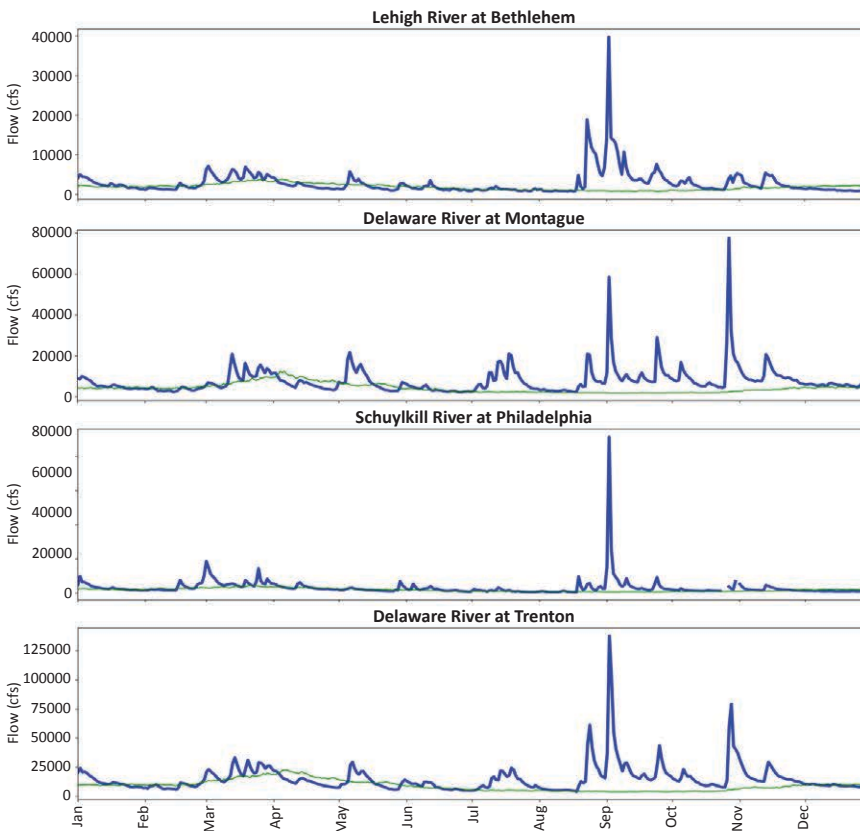 Lehigh River at Bethlehem
Flow (cfs)
40000
30000
20000
10000
0
Delaware River at Montague
Flow (cfs)
80000
60000
40000
20000
0
Schuylkill River at Philadelphia
Flow (cfs)
80000
60000
40000
20000
0
Delaware River at Trenton
Flow (cfs)
125000
100000
75000
50000
25000
0
Jan Feb Mar Apr May Jun Jul Aug Sep Oct Nov Dec